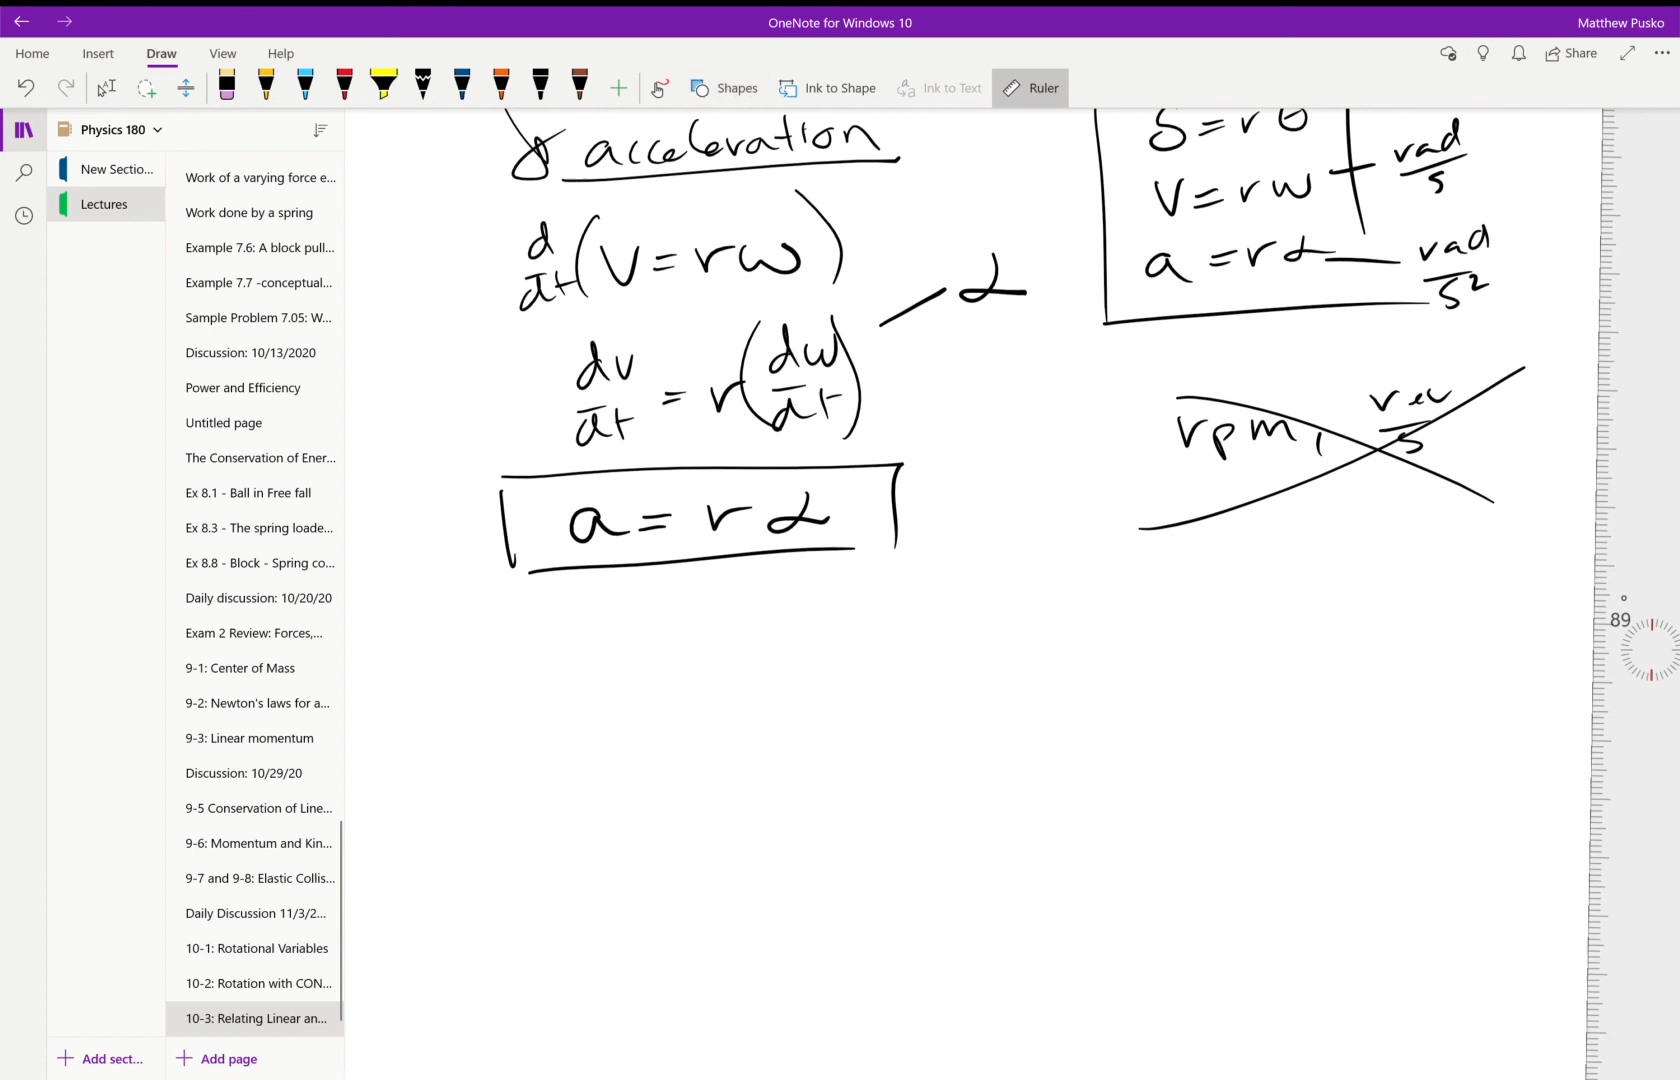 OneNote for Windows 10
Matthew Pusko
Home Insert Draw View Help
Share
Shapes Ink to Shape Ink to Text Ruler
Physics 180
New Sectio...
Lectures
Work of a varying force e...
Work done by a spring
Example 7.6: A block pull...
Example 7.7 -conceptual...
Sample Problem 7.05: W...
Discussion: 10/13/2020
Power and Efficiency
Untitled page
The Conservation of Ener...
Ex 8.1 - Ball in Free fall
Ex 8.3 - The spring loade...
Ex 8.8 - Block - Spring co...
Daily discussion: 10/20/20
Exam 2 Review: Forces,...
9-1: Center of Mass
9-2: Newton's laws for a...
9-3: Linear momentum
Discussion: 10/29/20
9-5 Conservation of Line...
9-6: Momentum and Kin...
9-7 and 9-8: Elastic Collis...
Daily Discussion 11/3/2...
10-1: Rotational Variables
10-2: Rotation with CON...
10-3: Relating Linear an...
Add sect...
Add page
acceleration
d/dt (v = rω)
α
dv/dt = r(dω/dt)
a = rα
S = rθ
v = rω rad/s
a = rα rad/s²
rpm, rev/s
89°